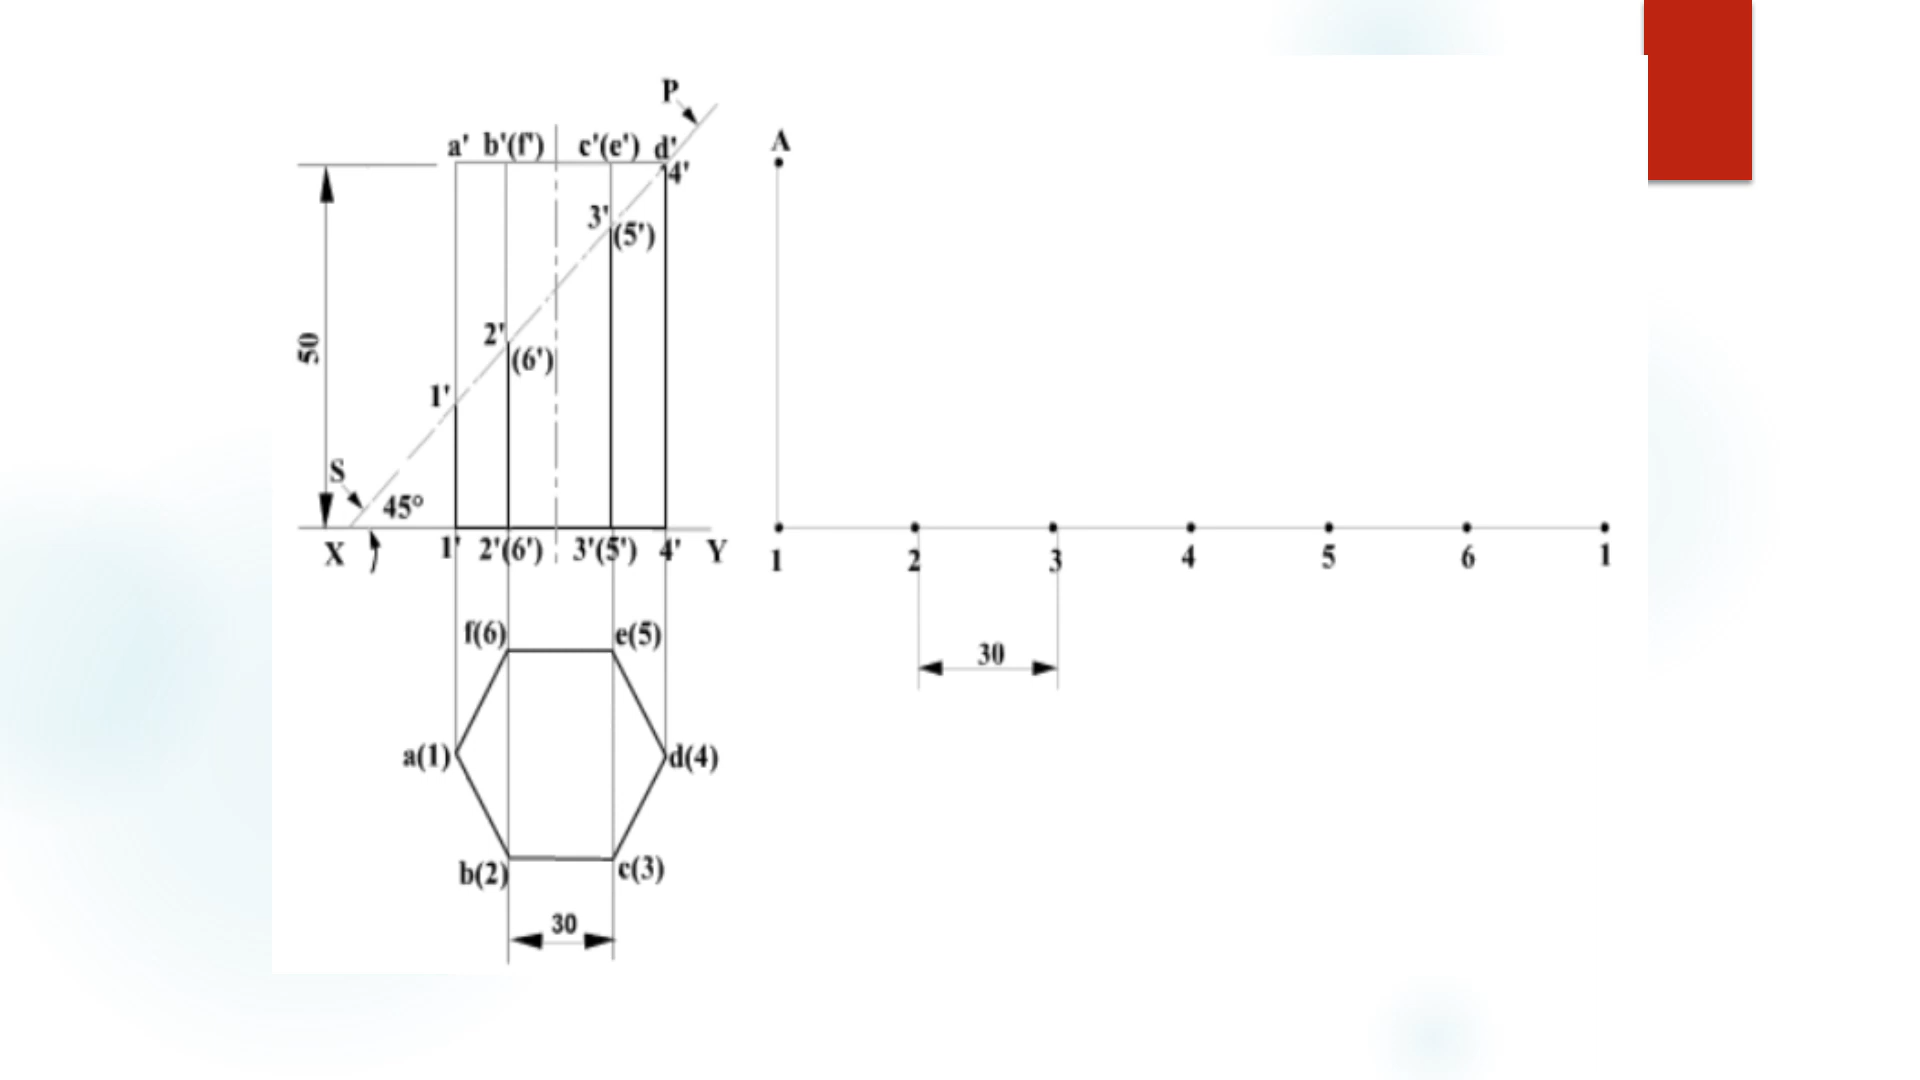 P
a' b'(f') c'(e') d'
A
4'
3'
(5')
50
2'
(6')
1'
S
45°
X 1' 2'(6') 3'(5') 4' Y
1 2 3 4 5 6 1
f(6) e(5)
30
a(1) d(4)
b(2) c(3)
30